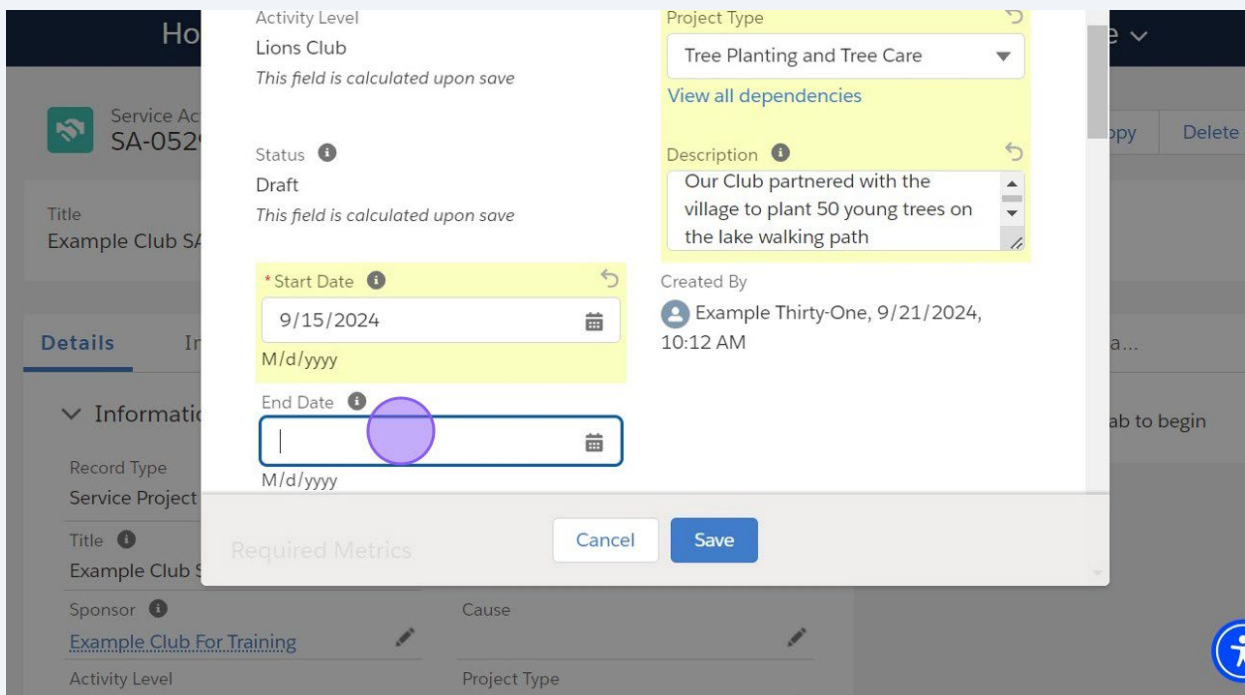 Ho
e
Service Ac
SA-0529
opy
Delete
Title
Example Club SA
Details
In
a...
Informatio
ab to begin
Record Type
Service Project
Title
Example Club S
Sponsor
Example Club For Training
Cause
Activity Level
Project Type
Activity Level
Lions Club
This field is calculated upon save
Status
Draft
This field is calculated upon save
* Start Date
9/15/2024
M/d/yyyy
End Date
M/d/yyyy
Project Type
Tree Planting and Tree Care
View all dependencies
Description
Our Club partnered with the
village to plant 50 young trees on
the lake walking path
Created By
Example Thirty-One, 9/21/2024,
10:12 AM
Required Metrics
Cancel
Save